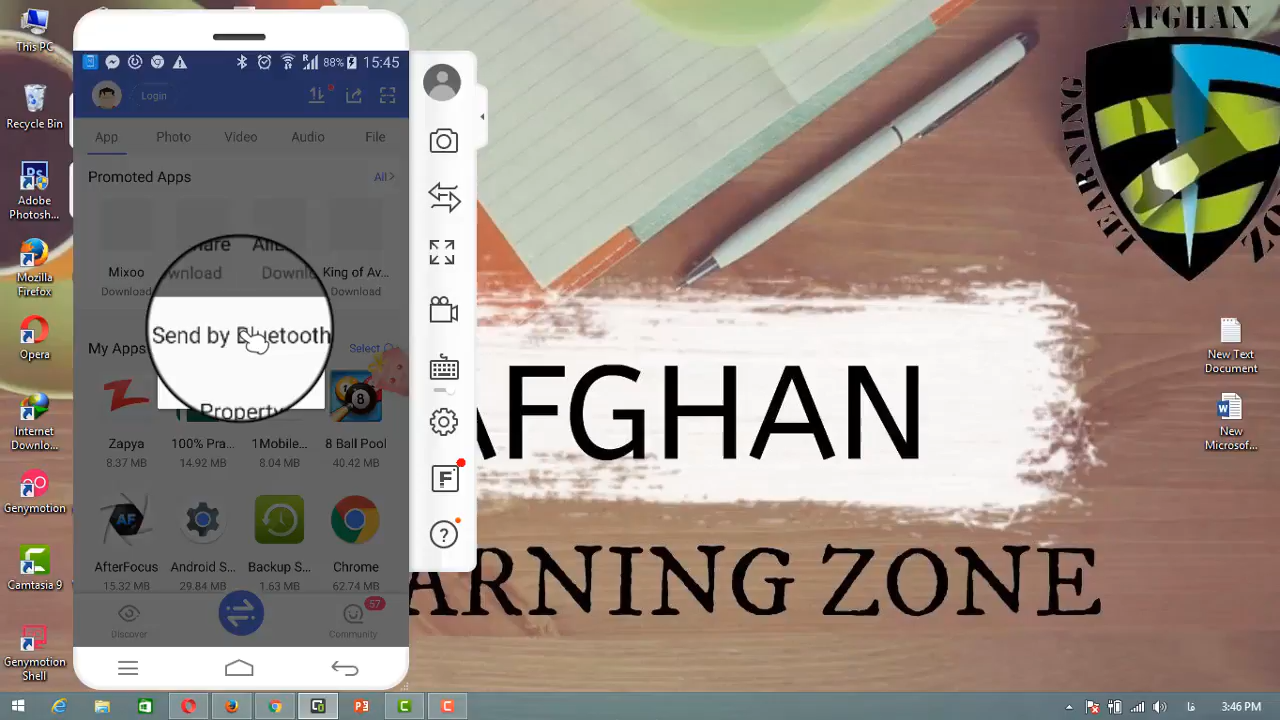 This PC
Recycle Bin
Adobe
Photosh...
Mozilla
Firefox
Opera
Internet
Downlo...
Genymotion
Camtasia 9
Genymotion
Shell
88% 15:45
Login
App Photo Video Audio File
Promoted Apps All >
Mixoo King of Av...
Download Download
Send by Bluetooth
Property
My Apps Select
Zapya 100% Pra... 1Mobile... 8 Ball Pool
8.37 MB 14.92 MB 8.04 MB 40.42 MB
AF
AfterFocus Android S... Backup S... Chrome
15.32 MB 29.84 MB 1.63 MB 62.74 MB
57
Discover Community
AFGHAN
LEARNING
AFGHAN
ARNING ZONE
New Text
Document
New
Microsof...
فا
3:46 PM